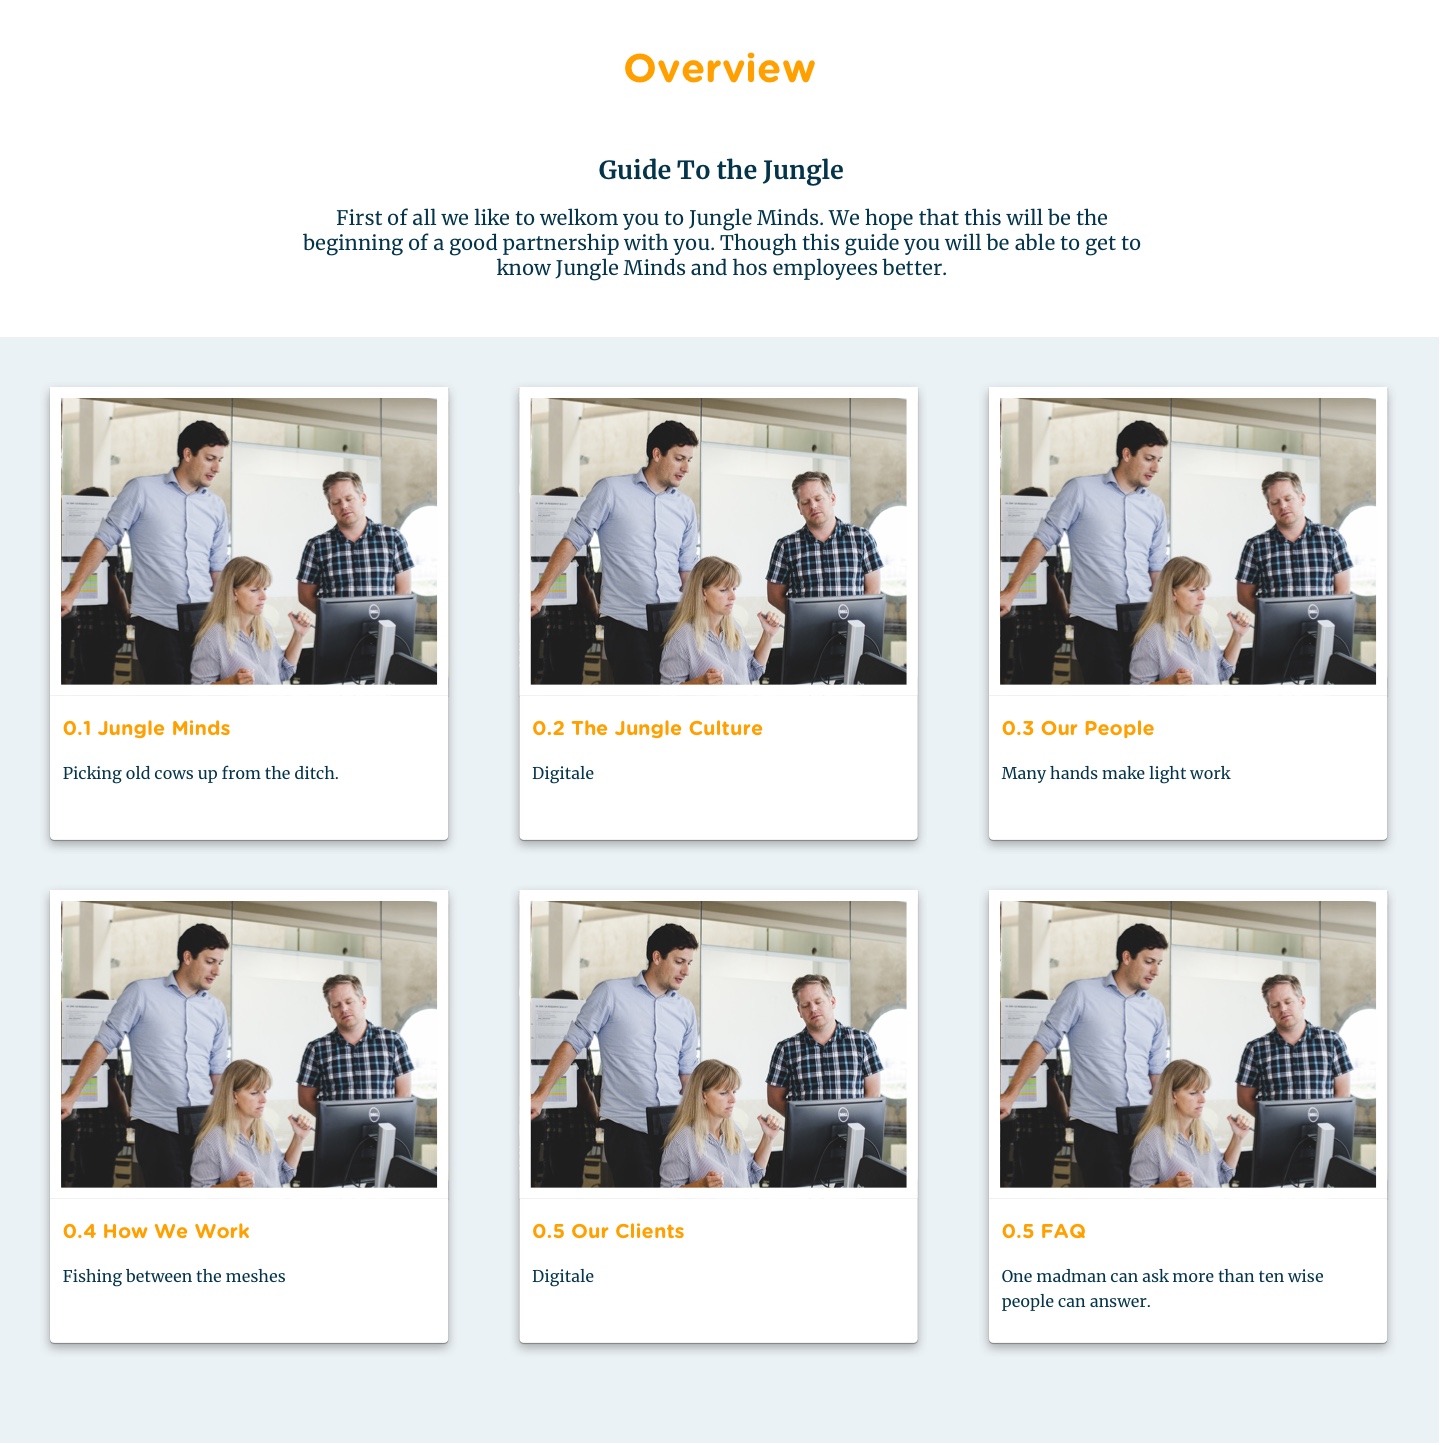 Overview
Guide To the Jungle
First of all we like to welkom you to Jungle Minds. We hope that this will be the
beginning of a good partnership with you. Though this guide you will be able to get to
know Jungle Minds and hos employees better.
0.1 Jungle Minds
Picking old cows up from the ditch.
0.2 The Jungle Culture
Digitale
0.3 Our People
Many hands make light work
0.4 How We Work
Fishing between the meshes
0.5 Our Clients
Digitale
0.5 FAQ
One madman can ask more than ten wise
people can answer.